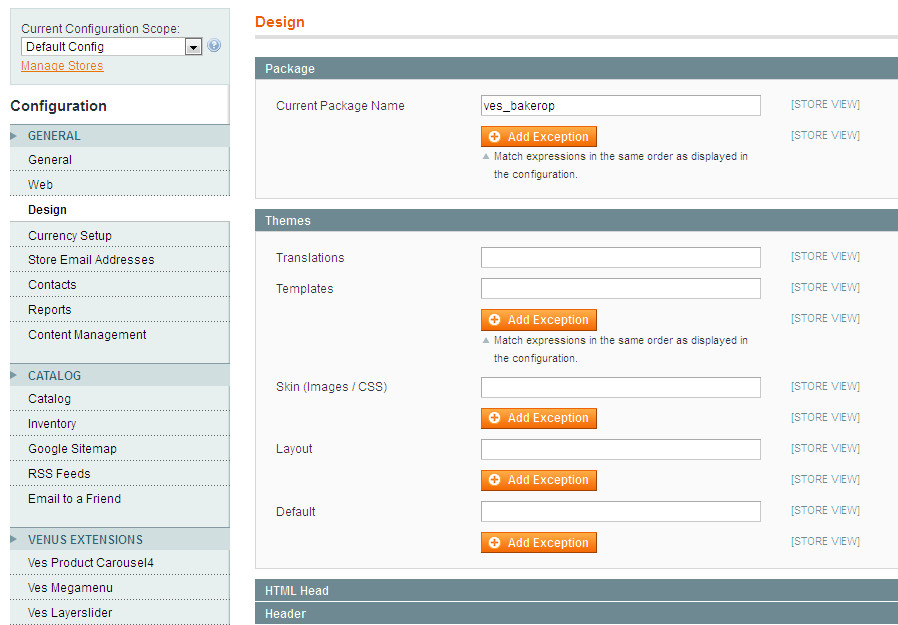 Current Configuration Scope:
Default Config
Manage Stores
Configuration
GENERAL
General
Web
Design
Currency Setup
Store Email Addresses
Contacts
Reports
Content Management
CATALOG
Catalog
Inventory
Google Sitemap
RSS Feeds
Email to a Friend
VENUS EXTENSIONS
Ves Product Carousel4
Ves Megamenu
Ves Layerslider
Design
Package
Current Package Name ves_bakerop [STORE VIEW]
Add Exception [STORE VIEW]
Match expressions in the same order as displayed in
the configuration.
Themes
Translations [STORE VIEW]
Templates [STORE VIEW]
Add Exception [STORE VIEW]
Match expressions in the same order as displayed in
the configuration.
Skin (Images / CSS) [STORE VIEW]
Add Exception [STORE VIEW]
Layout [STORE VIEW]
Add Exception [STORE VIEW]
Default [STORE VIEW]
Add Exception [STORE VIEW]
HTML Head
Header